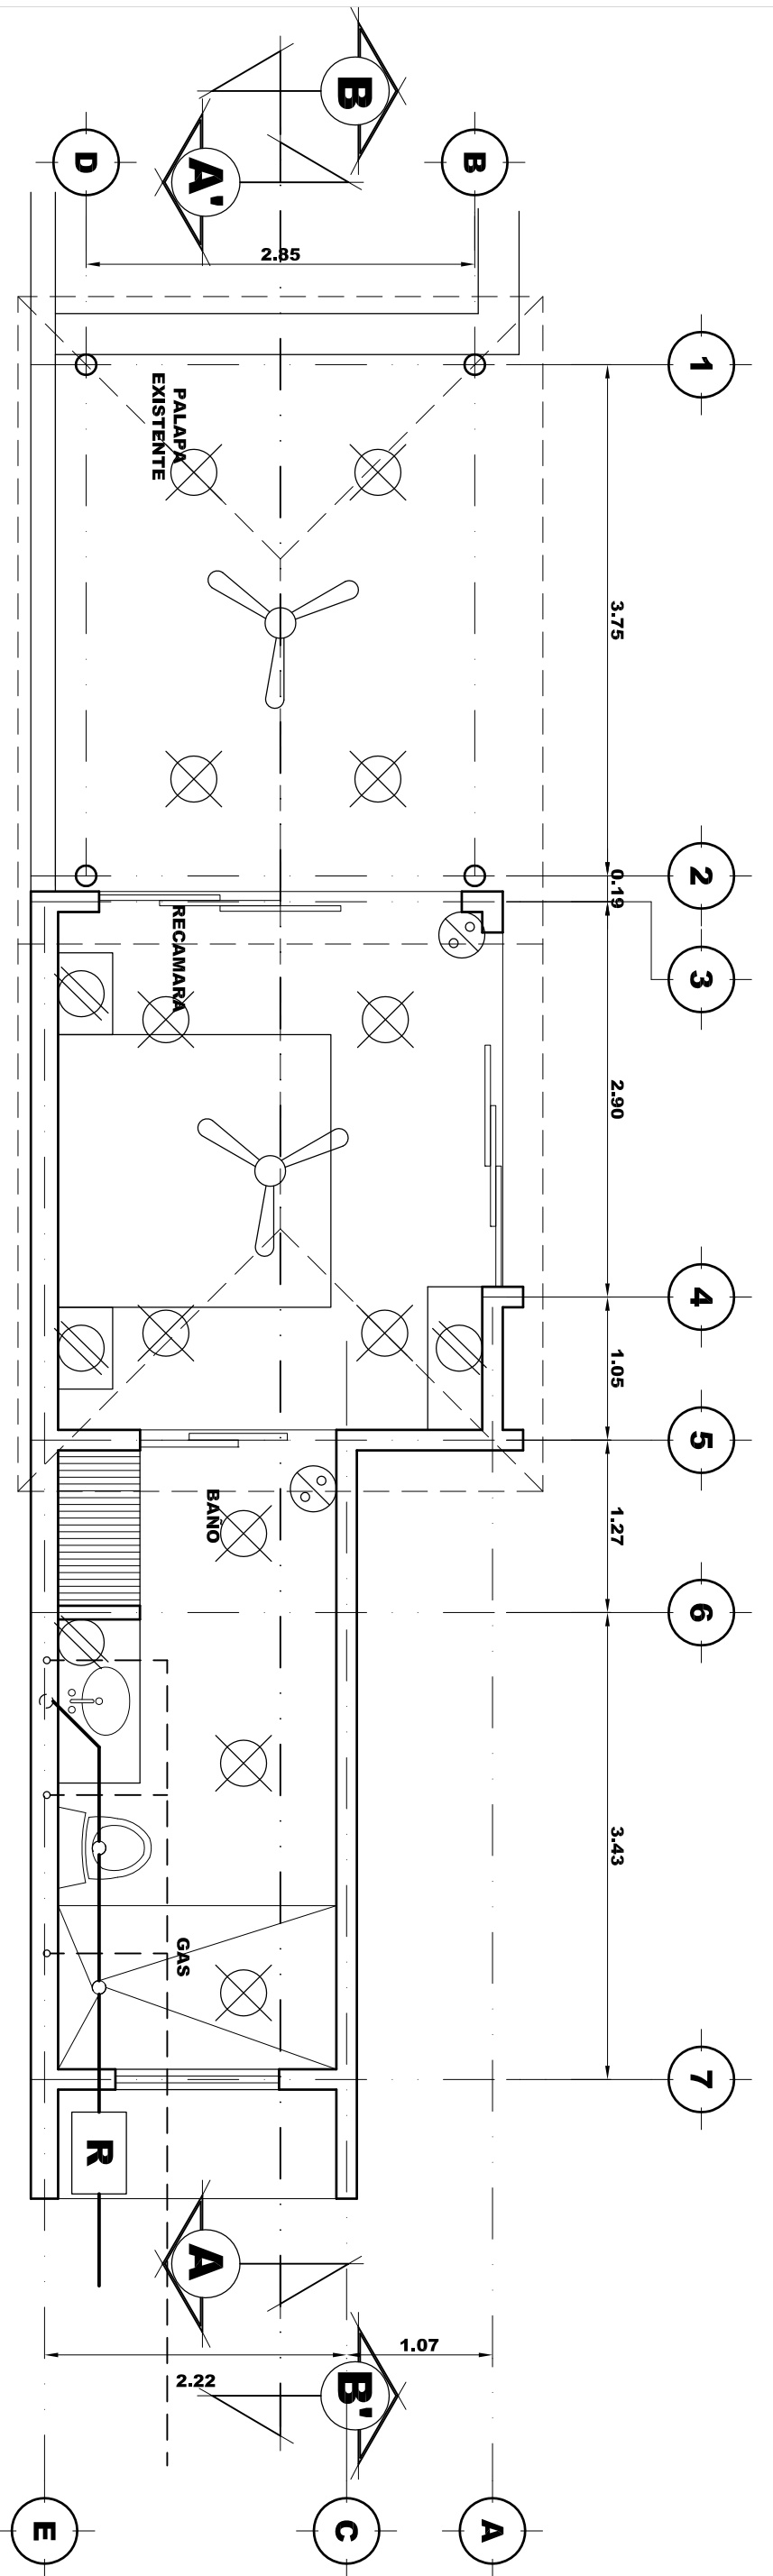 B
A'
D
B
2.85
1
PALAPA
EXISTENTE
3.75
2
0.19
RECAMARA
3
2.90
4
1.05
5
BAÑO
1.27
6
3.43
GAS
7
R
A
1.07
2.22
B'
E
C
A